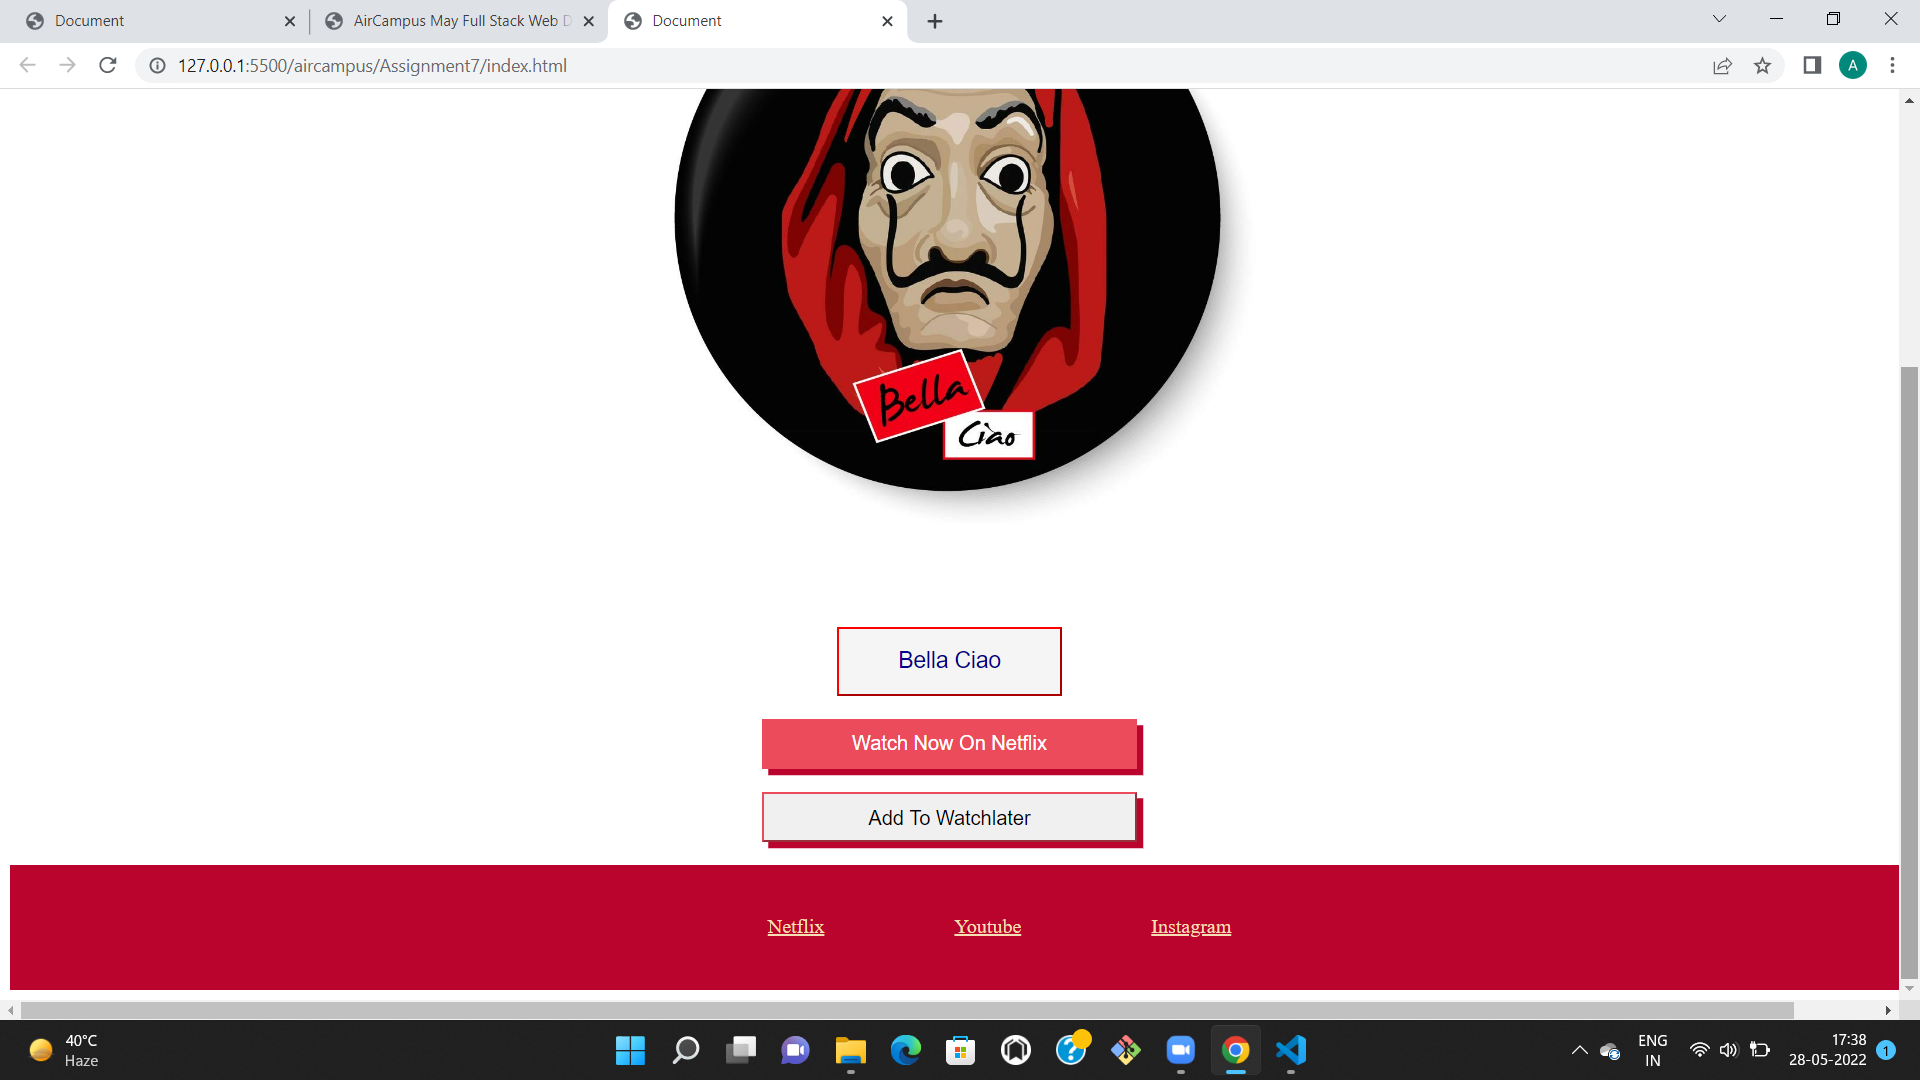 Document
AirCampus May Full Stack Web D
Document
127.0.0.1:5500/aircampus/Assignment7/index.html
A
Bella
Ciao
Bella Ciao
Watch Now On Netflix
Add To Watchlater
Netflix Youtube Instagram
40°C
Haze
ENG
IN
17:38
28-05-2022
1